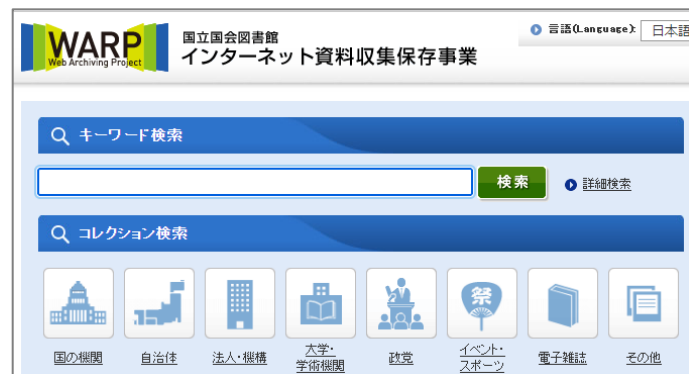 WARP
Web Archiving Project
国立国会図書館
インターネット資料収集保存事業
言語(Language): 日本語
キーワード検索
検索
詳細検索
コレクション検索
祭
国の機関
自治体
法人・機構
大学・
学術機関
政党
イベント・
スポーツ
電子雑誌
その他